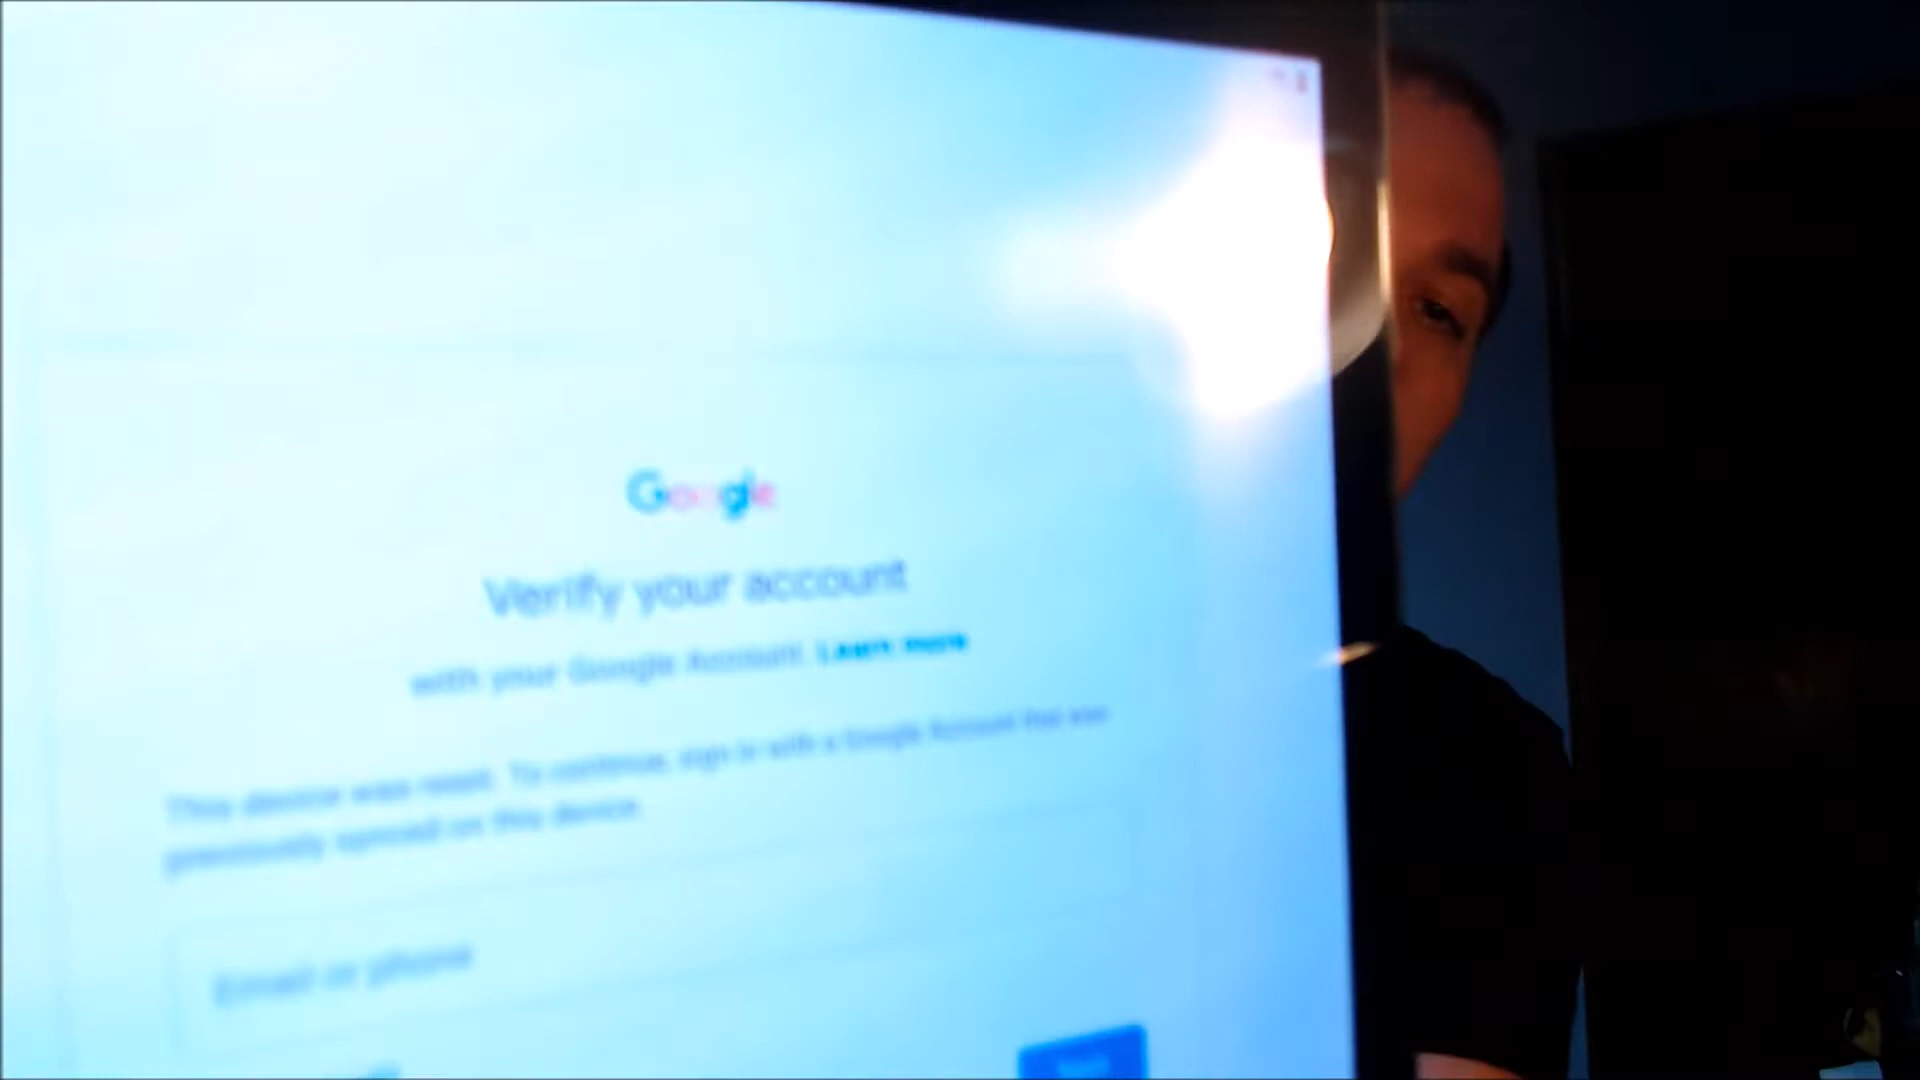 Google
Verify your account
with your Google Account. Learn more
This device was reset. To continue, sign in with a Google Account that was
previously synced on this device.
Email or phone